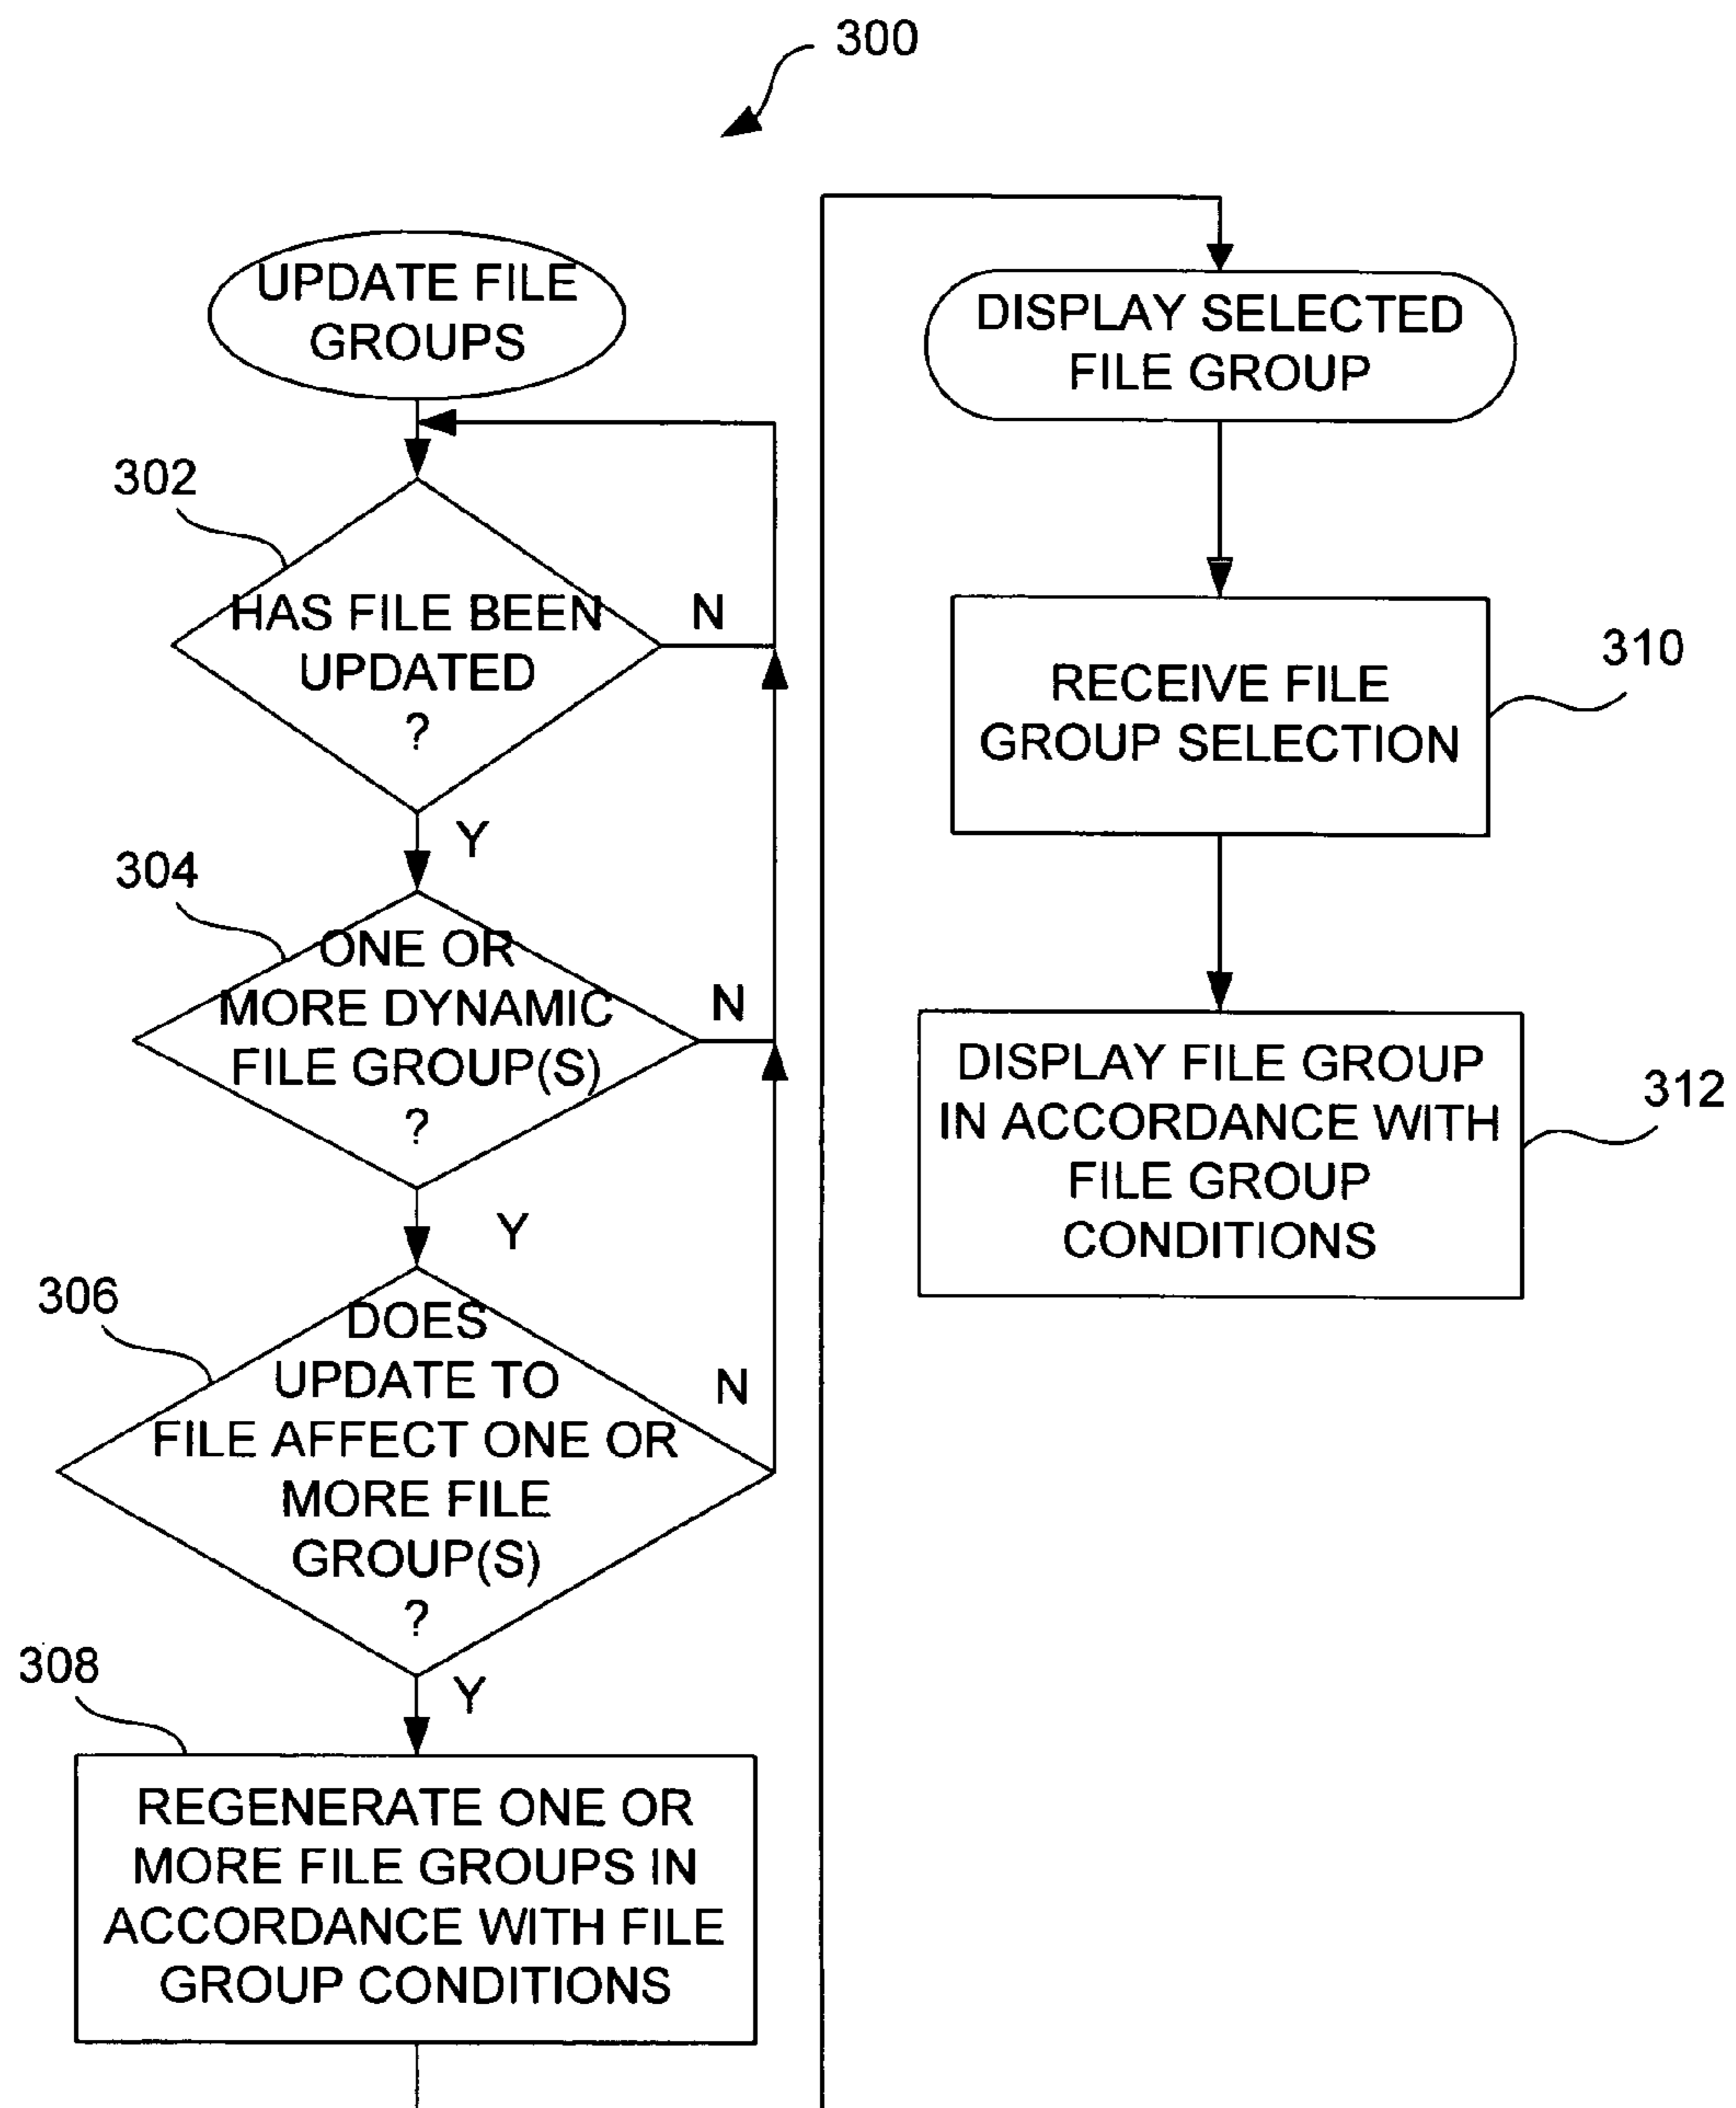 300
UPDATE FILE
GROUPS
302
HAS FILE BEEN
UPDATED
?
N
Y
304
ONE OR
MORE DYNAMIC
FILE GROUP(S)
?
N
Y
306
DOES
UPDATE TO
FILE AFFECT ONE OR
MORE FILE
GROUP(S)
?
N
Y
308
REGENERATE ONE OR
MORE FILE GROUPS IN
ACCORDANCE WITH FILE
GROUP CONDITIONS
DISPLAY SELECTED
FILE GROUP
RECEIVE FILE
GROUP SELECTION
310
DISPLAY FILE GROUP
IN ACCORDANCE WITH
FILE GROUP
CONDITIONS
312